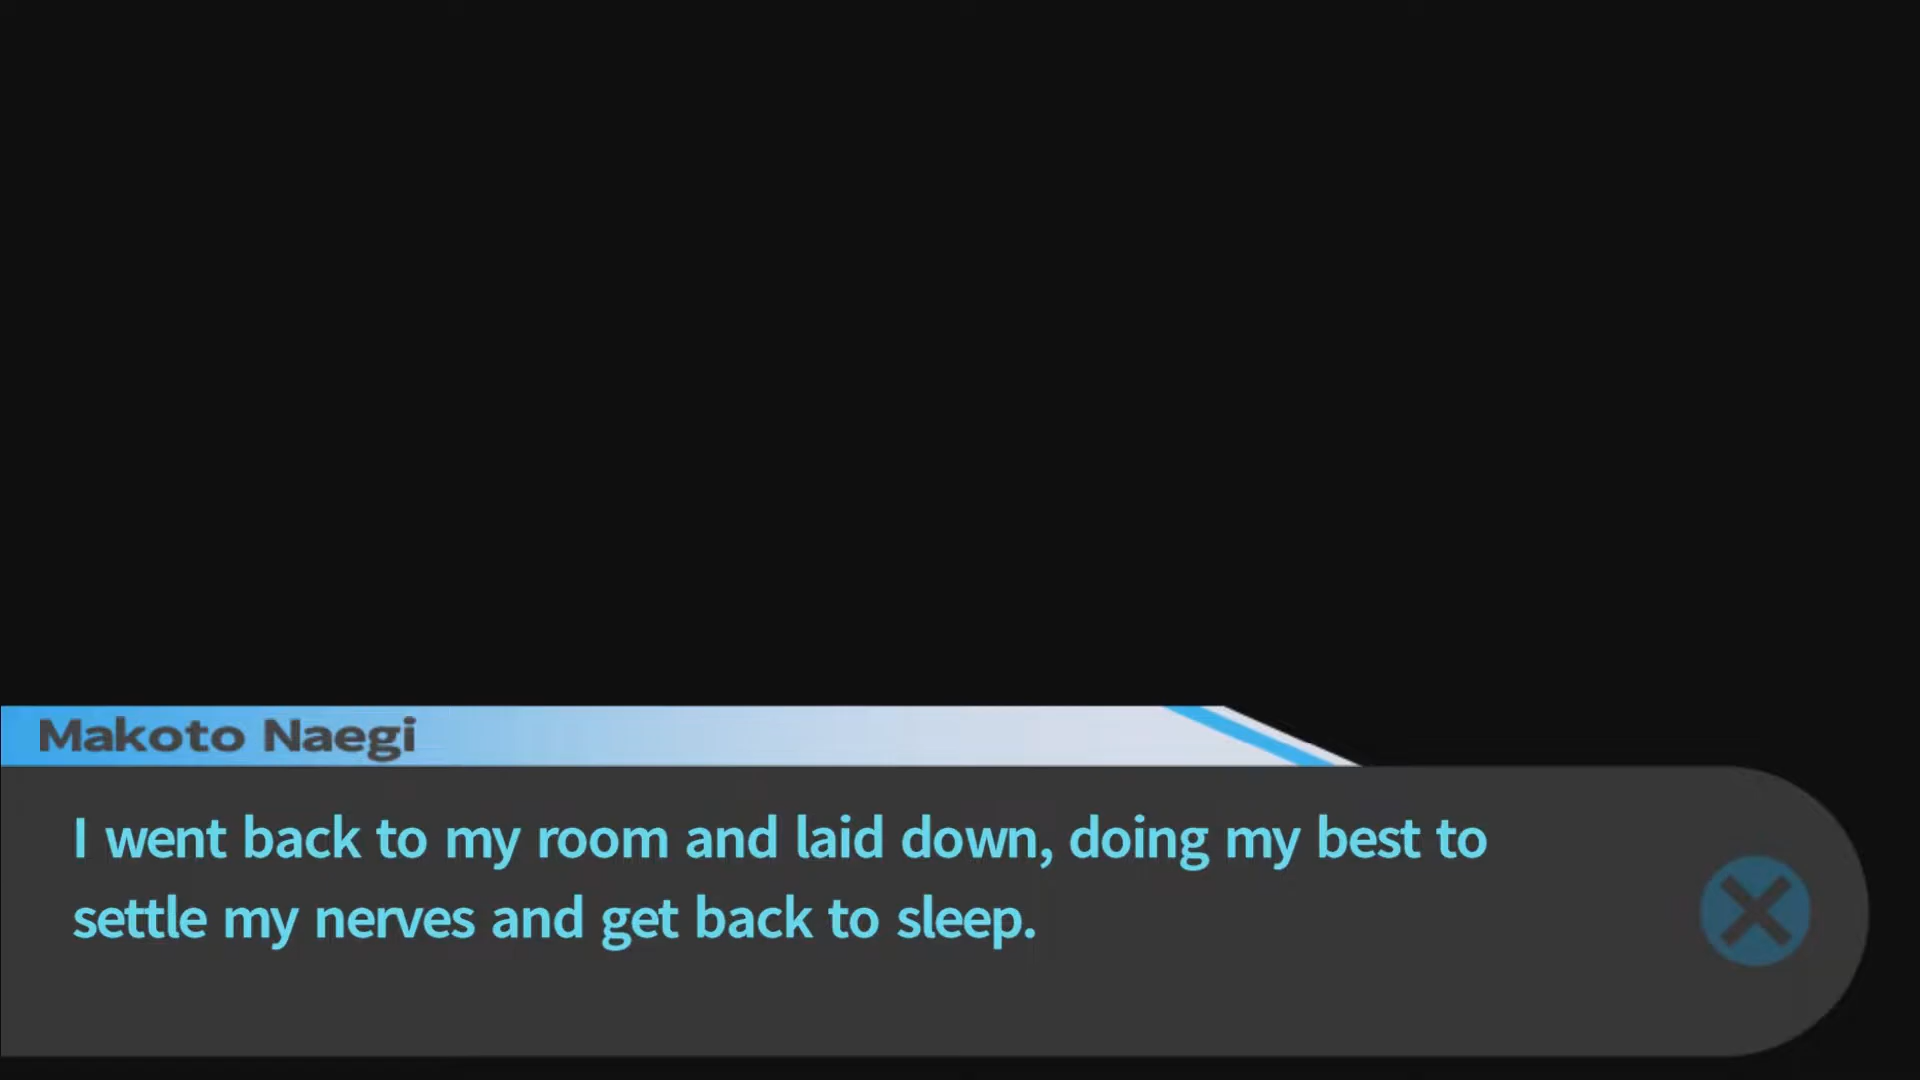 Makoto Naegi
I went back to my room and laid down, doing my best to
settle my nerves and get back to sleep.